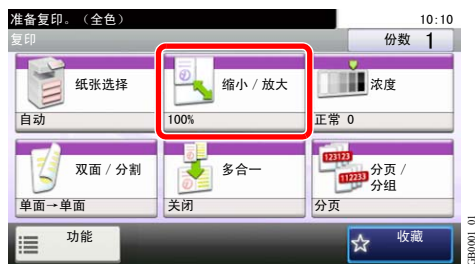 准备复印。（全色） 10:10
复印 份数 1
纸张选择 缩小 / 放大 浓度
自动 100% 正常 0
123123
112233
双面 / 分割 多合一 分页 /
分组
单面→单面 关闭 分页
功能 收藏